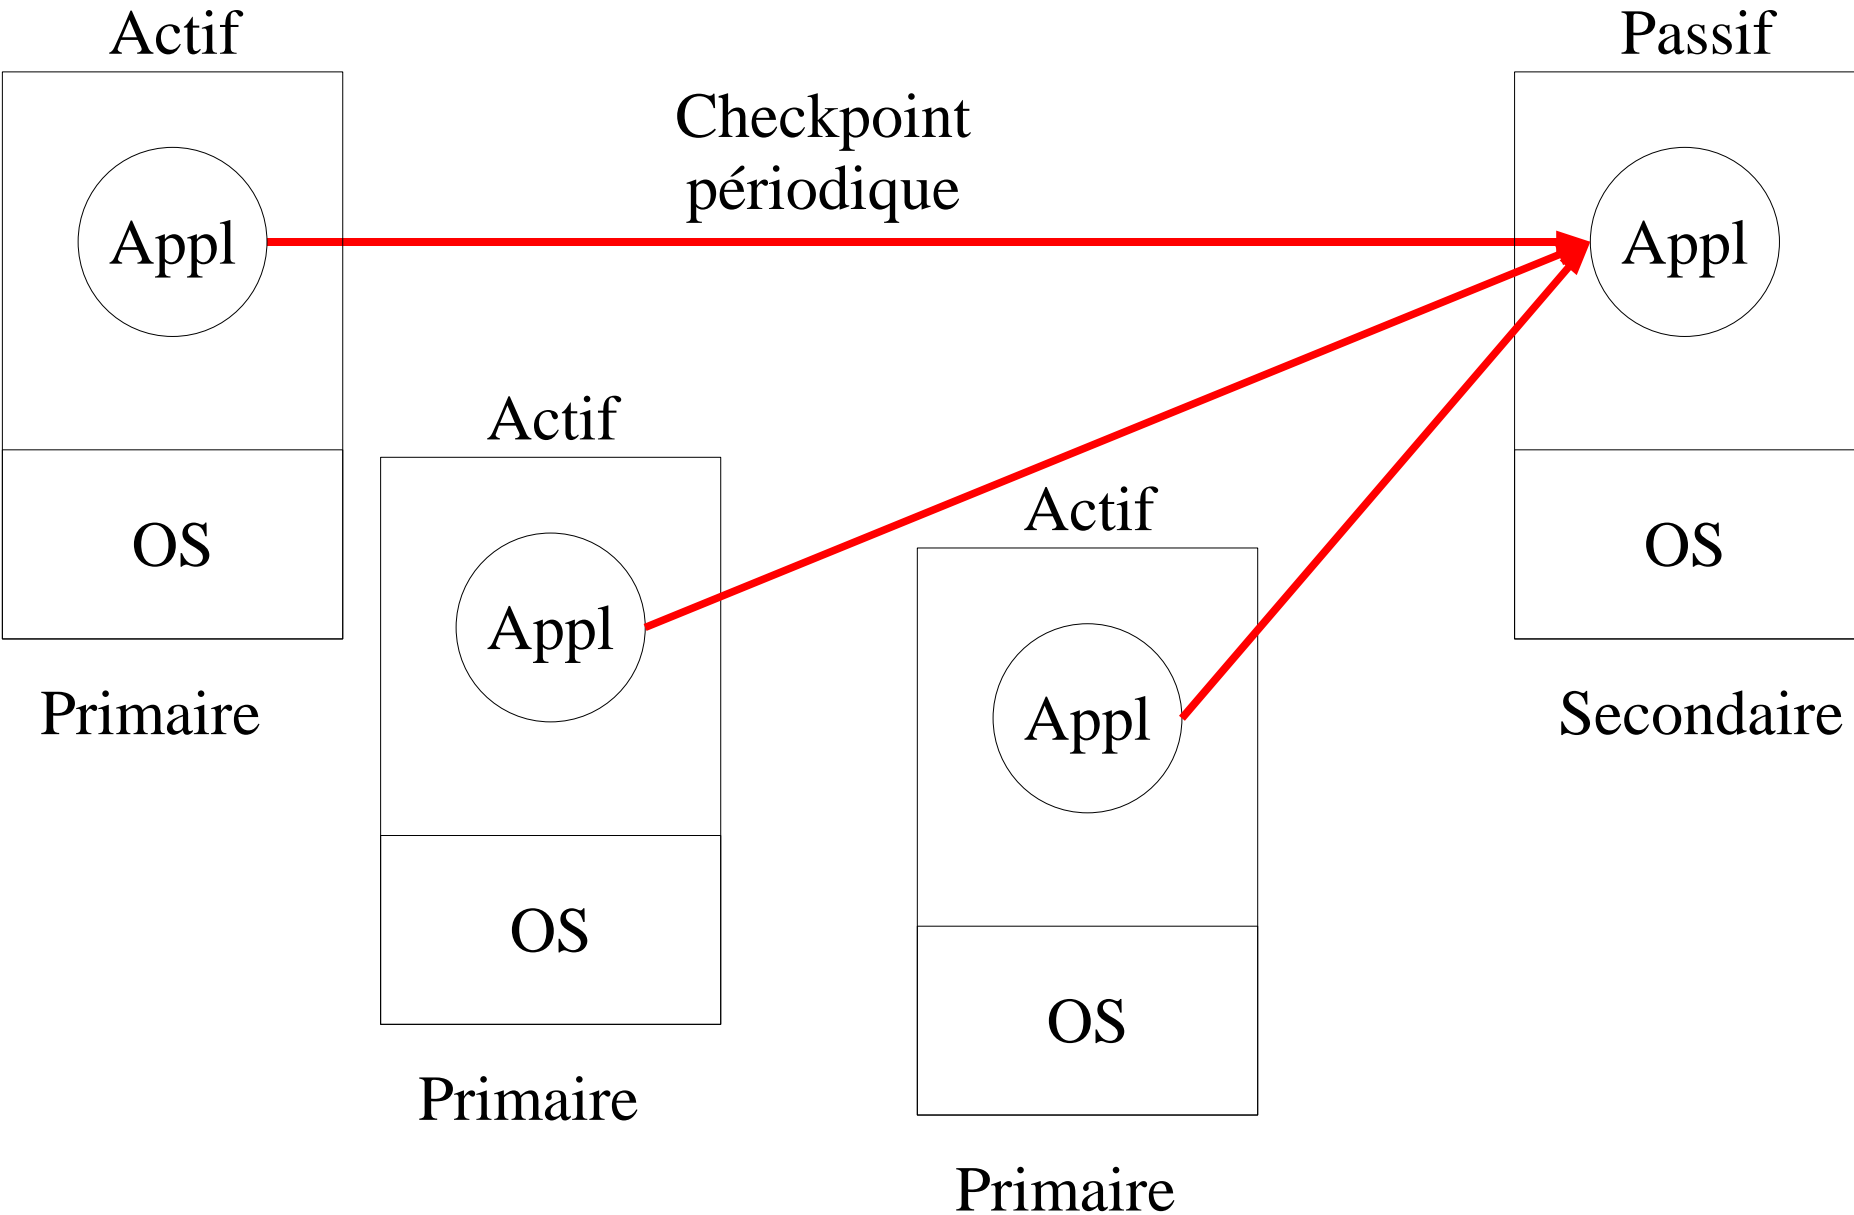 Actif
Passif
Checkpoint
périodique
Appl
Appl
Actif
Actif
OS
OS
Appl
Primaire
Secondaire
Appl
OS
OS
Primaire
Primaire